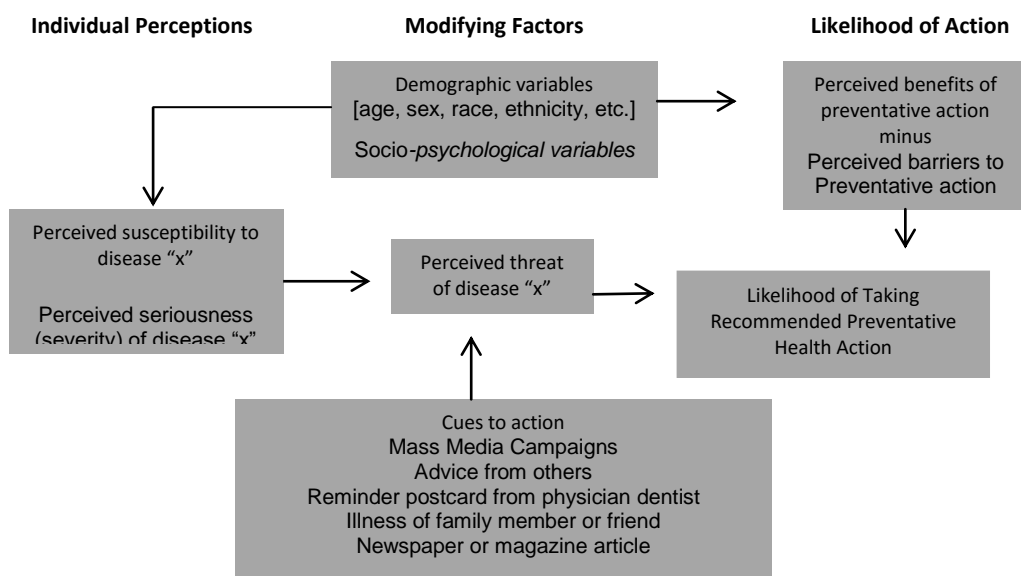 Individual Perceptions
Modifying Factors
Likelihood of Action
Demographic variables
[age, sex, race, ethnicity, etc.]
Socio-psychological variables
Perceived benefits of
preventative action
minus
Perceived barriers to
Preventative action
Perceived susceptibility to
disease “x”
Perceived seriousness
(severity) of disease “x”
Perceived threat
of disease “x”
Likelihood of Taking
Recommended Preventative
Health Action
Cues to action
Mass Media Campaigns
Advice from others
Reminder postcard from physician dentist
Illness of family member or friend
Newspaper or magazine article